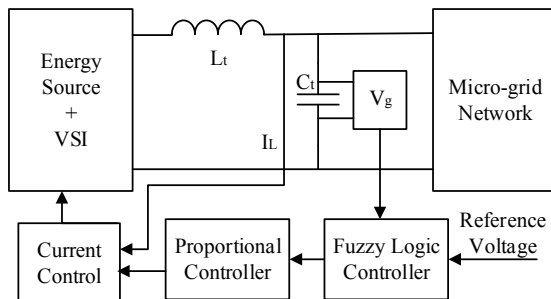 Energy
Source
+
VSI
Lt
Ct
Vg
IL
Micro-grid
Network
Current
Control
Proportional
Controller
Fuzzy Logic
Controller
Reference
Voltage